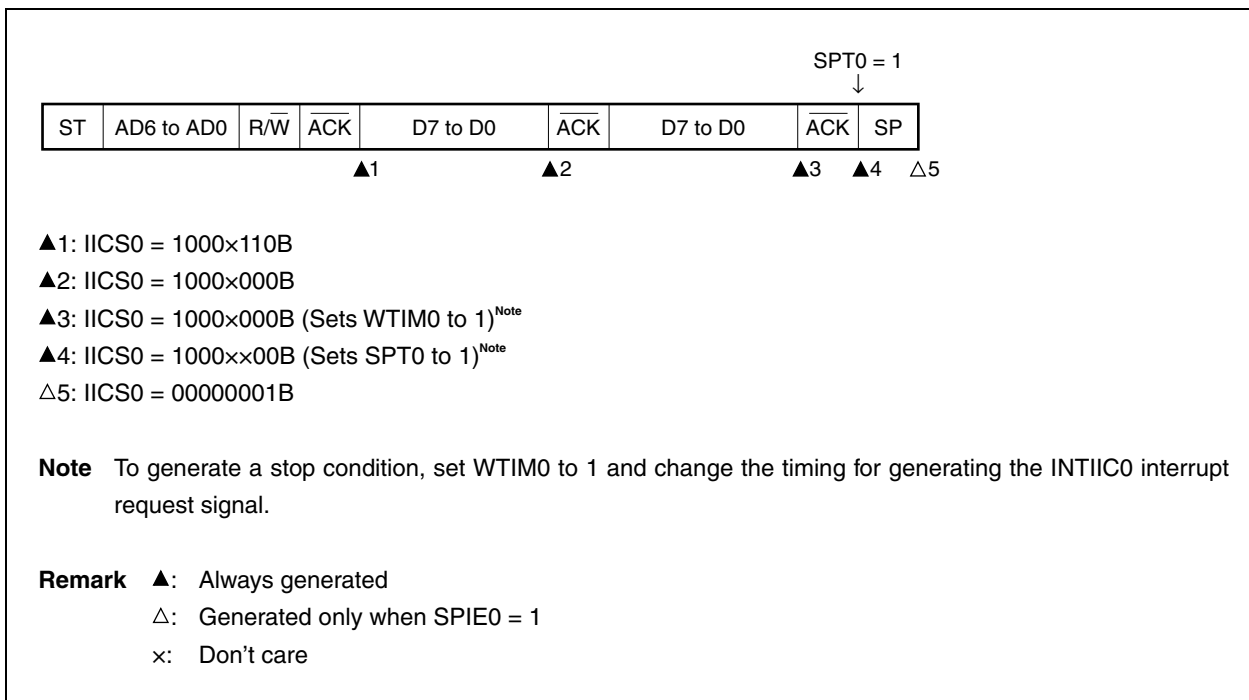 SPT0 = 1
↓
ST AD6 to AD0 R/W̅ A̅C̅K̅ D7 to D0 A̅C̅K̅ D7 to D0 A̅C̅K̅ SP
▲1 ▲2 ▲3 ▲4 △5
▲1: IICS0 = 1000×110B
▲2: IICS0 = 1000×000B
▲3: IICS0 = 1000×000B (Sets WTIM0 to 1)Note
▲4: IICS0 = 1000××00B (Sets SPT0 to 1)Note
△5: IICS0 = 00000001B
Note To generate a stop condition, set WTIM0 to 1 and change the timing for generating the INTIIC0 interrupt
request signal.
Remark ▲: Always generated
△: Generated only when SPIE0 = 1
×: Don't care